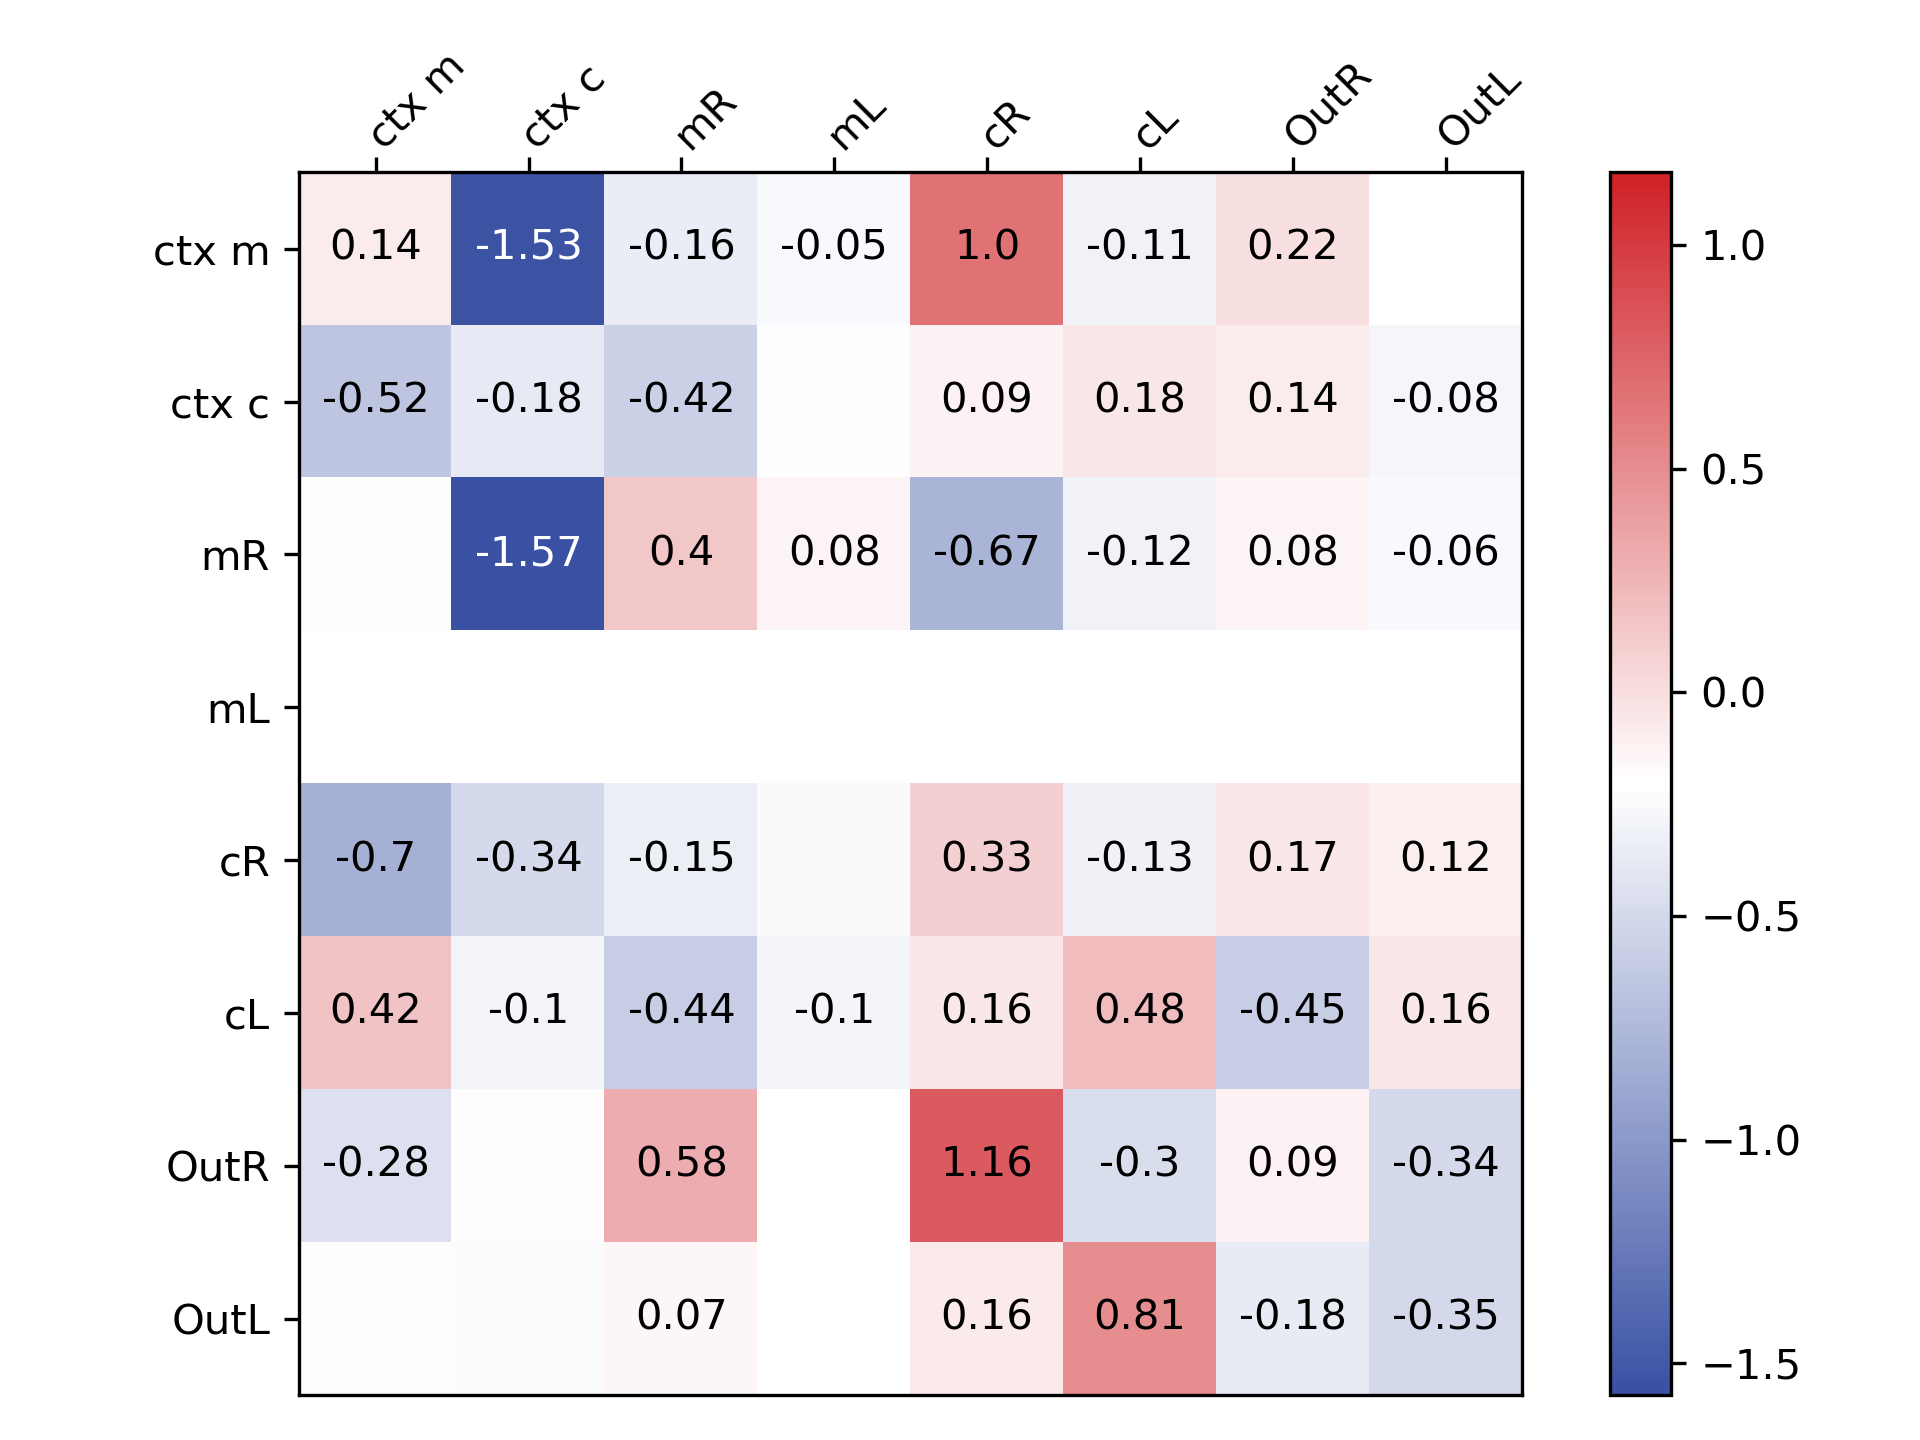 ctx m ctx c mR mL cR cL OutR OutL
ctx m 0.14 -1.53 -0.16 -0.05 1.0 -0.11 0.22 1.0
ctx c -0.52 -0.18 -0.42 0.09 0.18 0.14 -0.08 0.5
mR -1.57 0.4 0.08 -0.67 -0.12 0.08 -0.06
mL 0.0
cR -0.7 -0.34 -0.15 0.33 -0.13 0.17 0.12 −0.5
cL 0.42 -0.1 -0.44 -0.1 0.16 0.48 -0.45 0.16
OutR -0.28 0.58 1.16 -0.3 0.09 -0.34 −1.0
OutL 0.07 0.16 0.81 -0.18 -0.35 −1.5